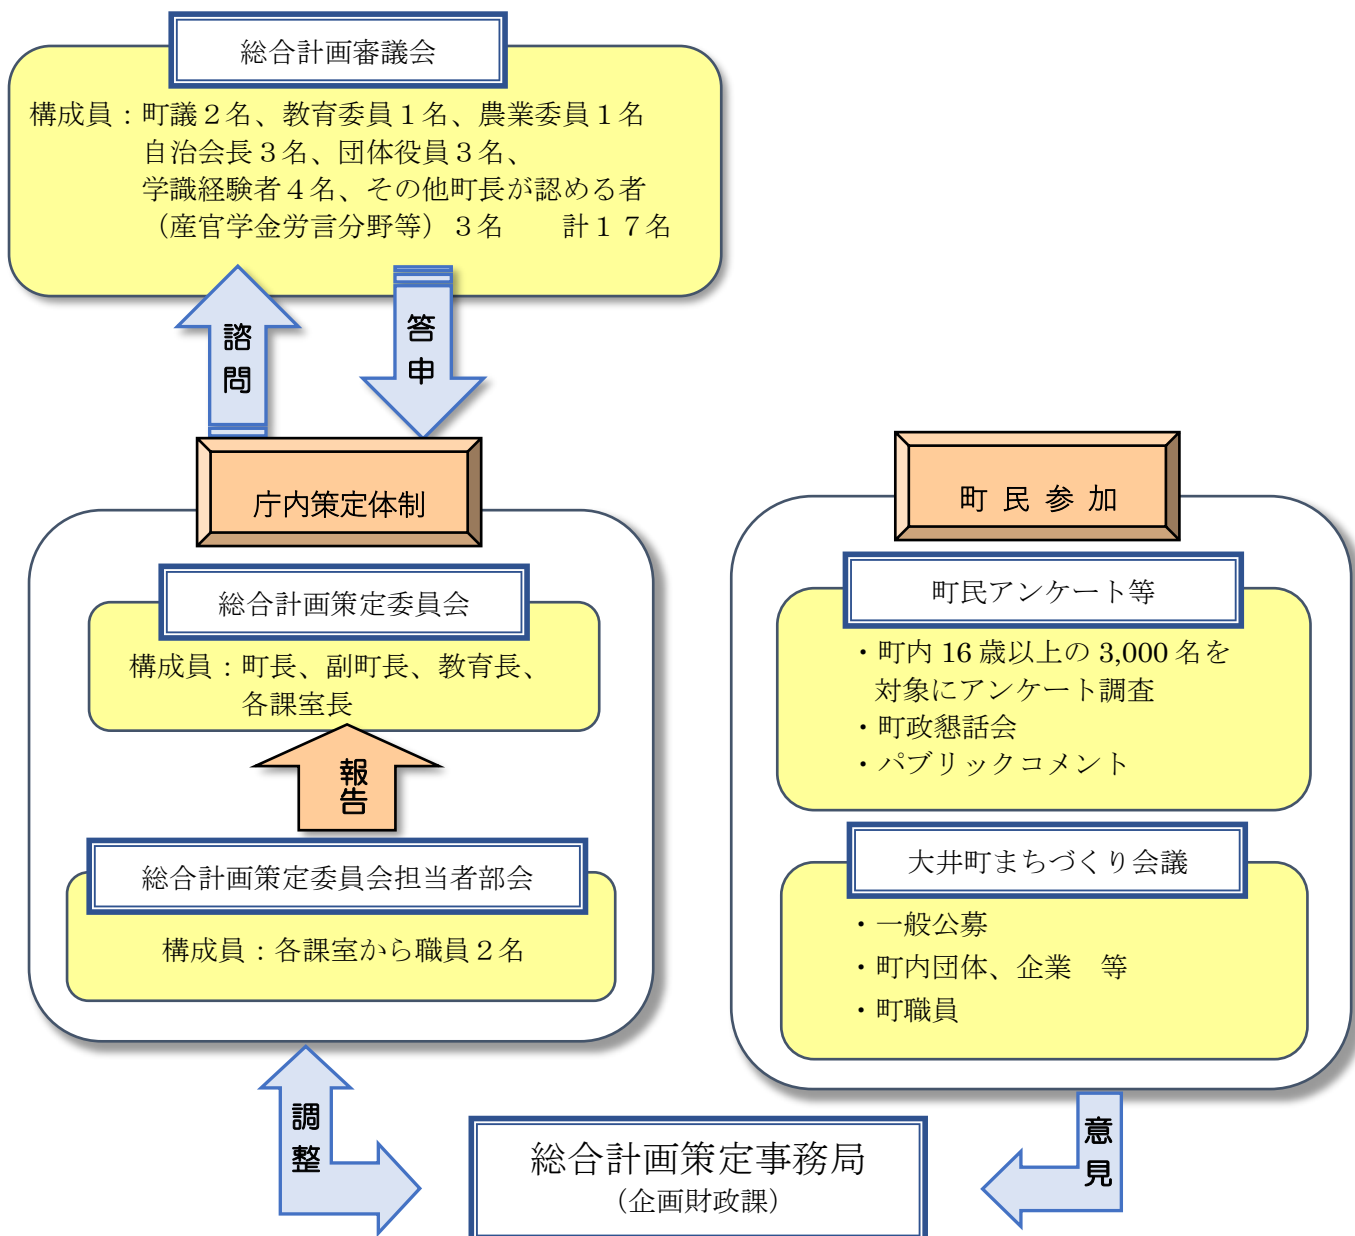 総合計画審議会
構成員：町議２名、教育委員１名、農業委員１名
自治会長３名、団体役員３名、
学識経験者４名、その他町長が認める者
（産官学金労言分野等）３名　　計１７名
諮問
答申
庁内策定体制
総合計画策定委員会
構成員：町長、副町長、教育長、
各課室長
報告
総合計画策定委員会担当者部会
構成員：各課室から職員２名
町 民 参 加
町民アンケート等
・町内 16 歳以上の 3,000 名を
対象にアンケート調査
・町政懇話会
・パブリックコメント
大井町まちづくり会議
・一般公募
・町内団体、企業　等
・町職員
調整
意見
総合計画策定事務局
（企画財政課）